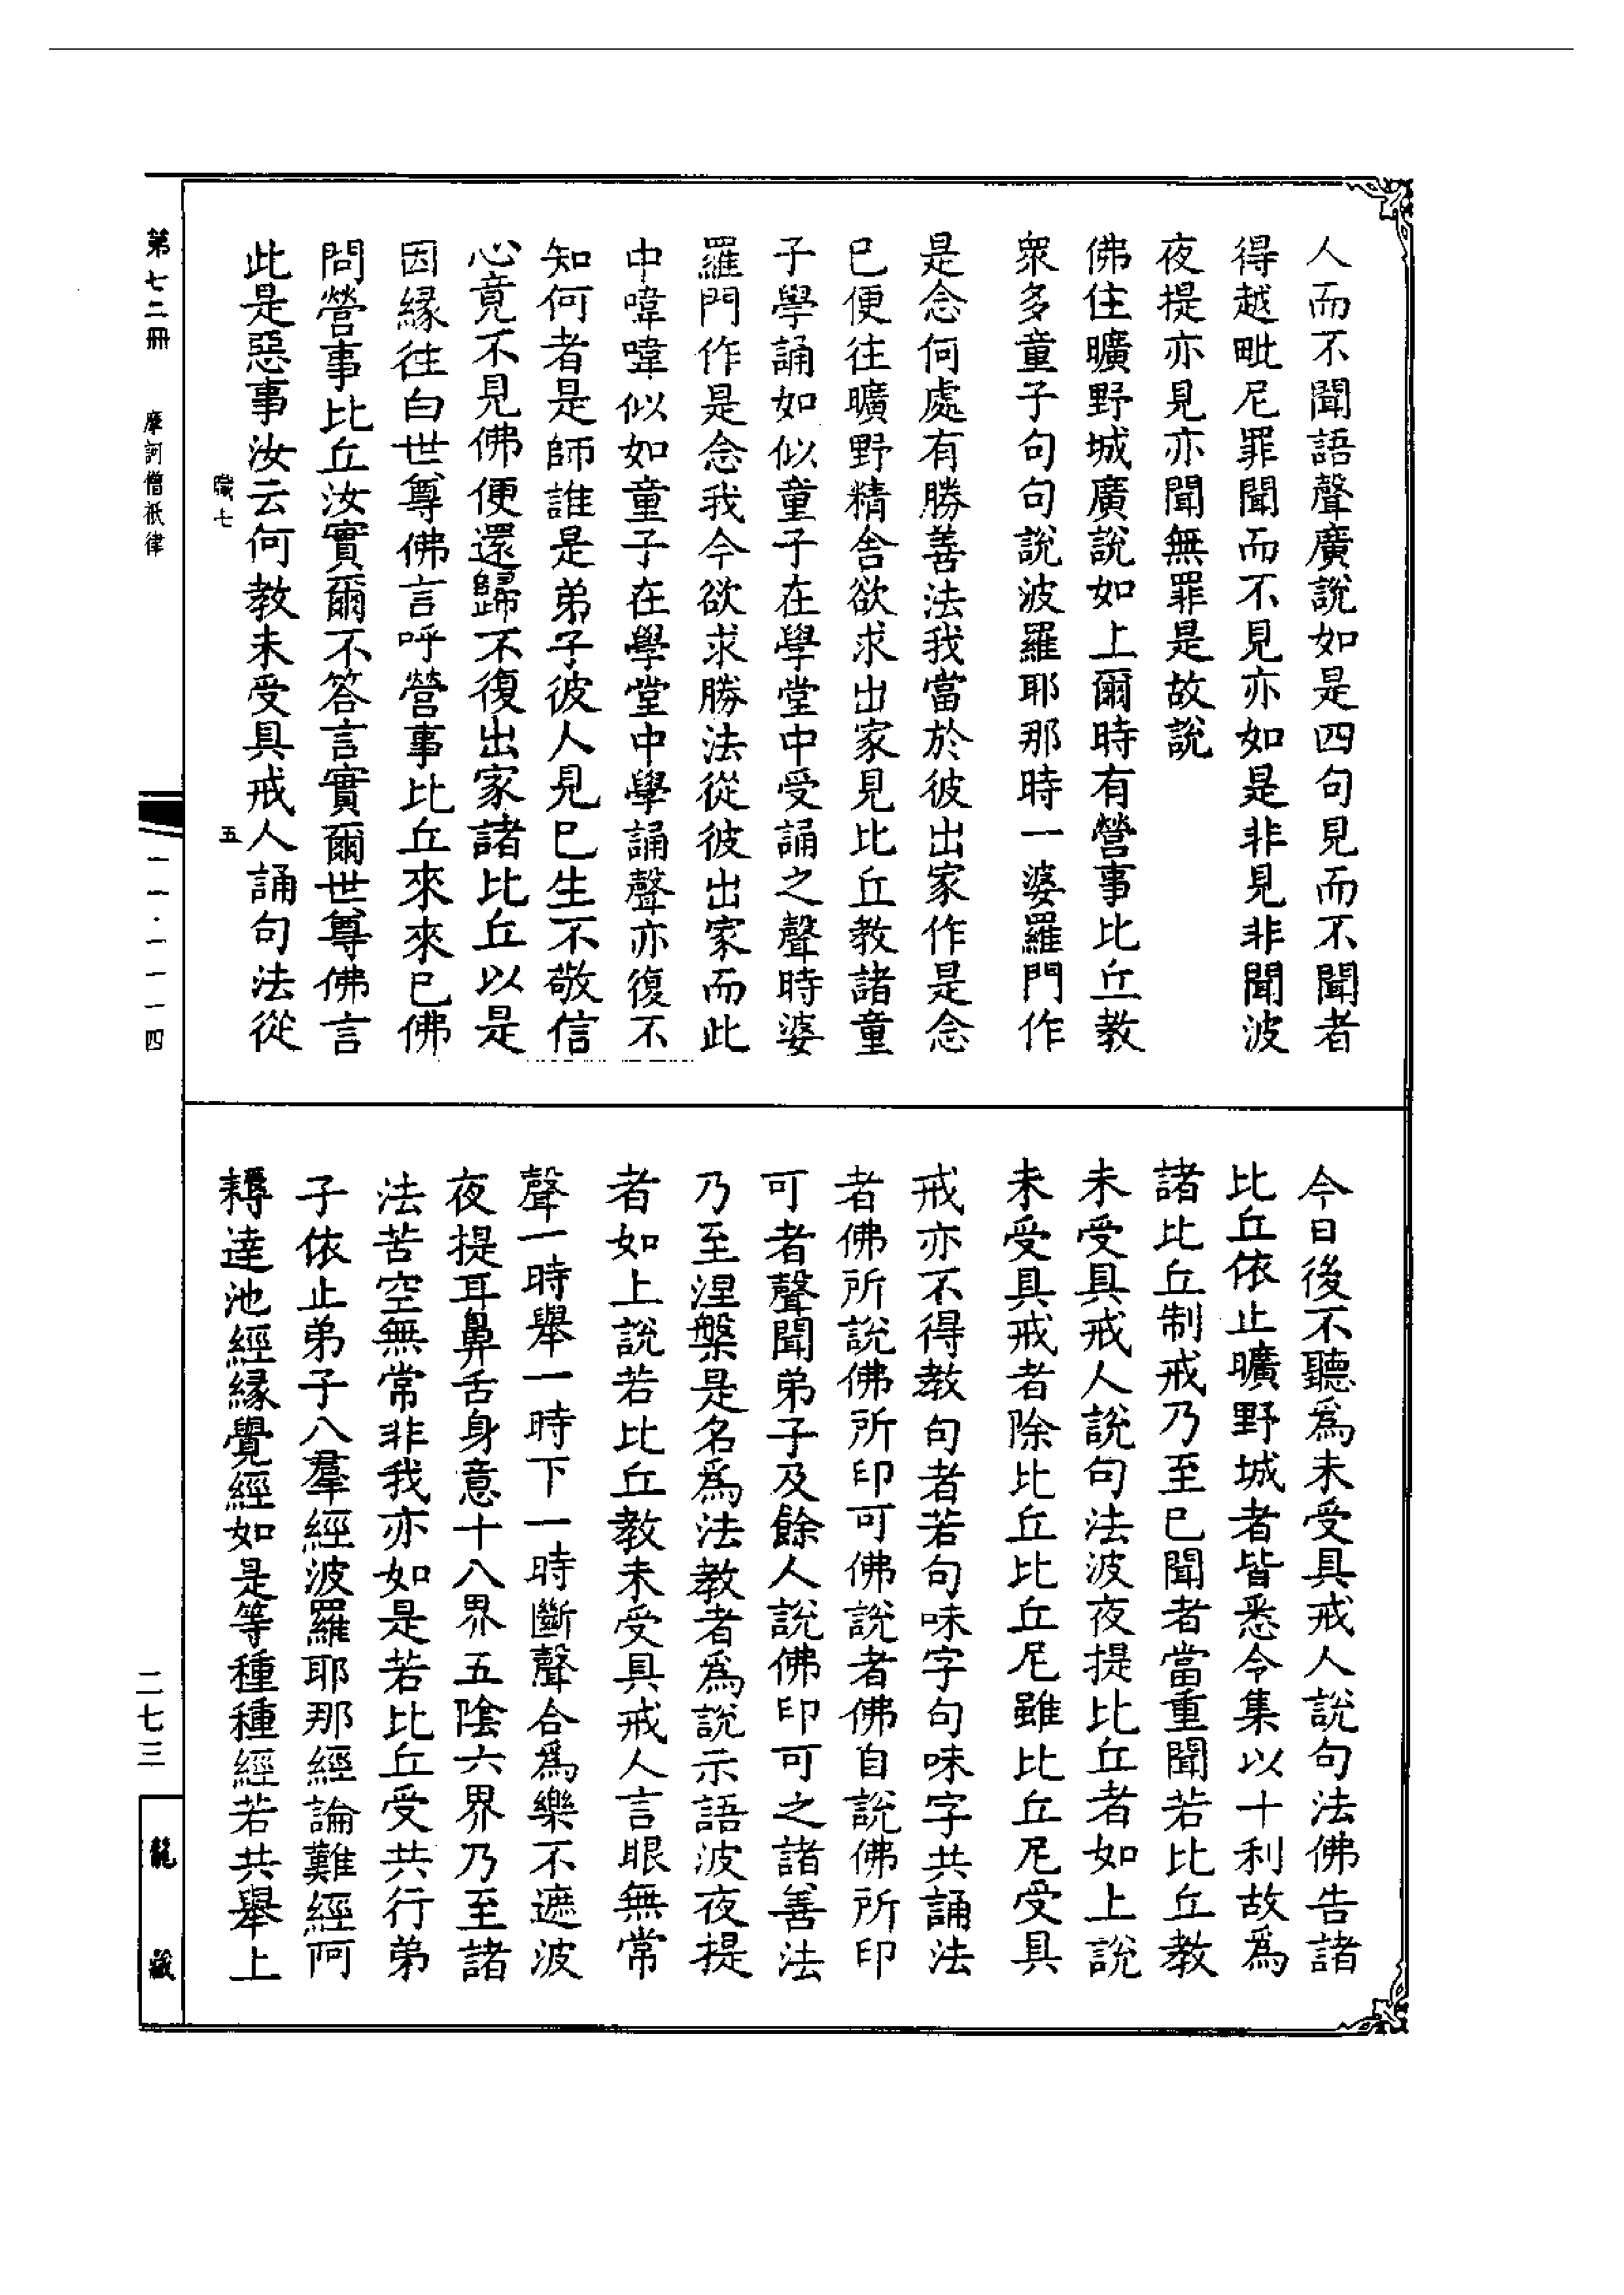 人而不聞語聲廣說如是四句見而不聞者
得越毗尼罪聞而不見亦如是非見非聞波
夜提亦見亦聞無罪是故說
佛住曠野城廣說如上爾時有營事比丘教
眾多童子句句說波羅耶那時一婆羅門作
是念何處有勝善法我當於彼出家作是念
已便往曠野精舍欲求出家見比丘教諸童
子學誦如似童子在學堂中受誦之聲時婆
羅門作是念我今欲求勝法從彼出家而此
中喡喡似如童子在學堂中學誦聲亦復不
知何者是師誰是弟子彼人見已生不敬信
心竟不見佛便還歸不復出家諸比丘以是
因緣往白世尊佛言呼營事比丘來來已佛
問營事比丘汝實爾不答言實爾世尊佛言
此是惡事汝云何教未受具戒人誦句法從
今日後不聽為未受具戒人說句法佛告諸
比丘依止曠野城者皆悉令集以十利故為
諸比丘制戒乃至已聞者當重聞若比丘教
未受具戒人說句法波夜提比丘者如上說
未受具戒者除比丘比丘尼雖比丘尼受具
戒亦不得教句者若句味字句味字共誦法
者佛所說佛所印可佛說者佛自說佛所印
可者聲聞弟子及餘人說佛印可之諸善法
乃至涅槃是名為法教者為說示語波夜提
者如上說若比丘教未受具戒人言眼無常
聲一時舉一時下一時斷聲合為樂不遮波
夜提耳鼻舌身意十八界五陰六界乃至諸
法苦空無常非我亦如是若比丘受共行弟
子依止弟子八羣經波羅耶那經論難經阿
耨達池經緣覺經如是等種種經若共舉上
職七
五
第七二冊
摩訶僧祇律
一一·一一一四
二七三
龍藏